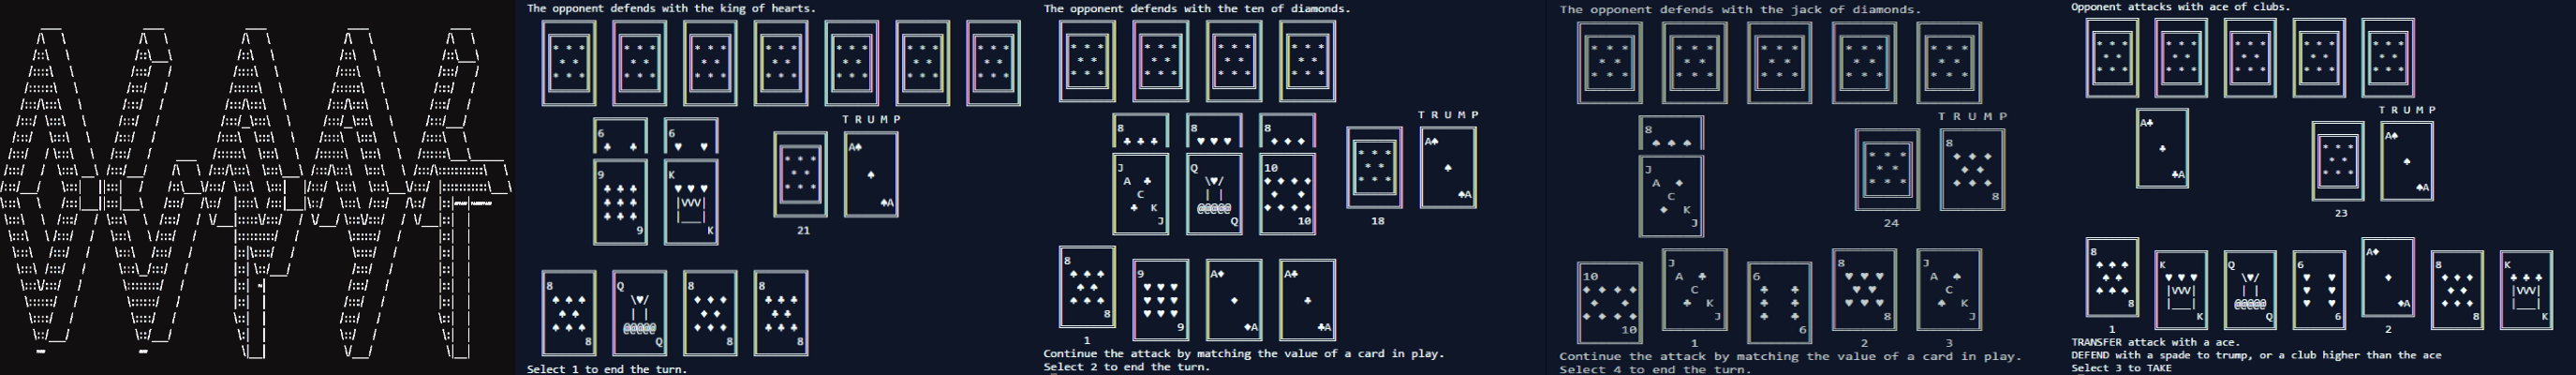 The opponent defends with the king of hearts.
T R U M P
6
6
A♠
♠A
9
9
K
K
21
8
8
Q
Q
8
8
8
8
Select 1 to end the turn.
The opponent defends with the ten of diamonds.
T R U M P
8
8
8
A♠
♠A
J
A
C
K
J
Q
Q
10
10
18
8
8
9
9
A♦
♦A
A♣
♣A
1
Continue the attack by matching the value of a card in play.
Select 2 to end the turn.
The opponent defends with the jack of diamonds.
T R U M P
8
8
8
J
A
C
K
J
24
10
10
J
A
C
K
J
6
6
8
8
J
A
C
K
J
1
2
3
Continue the attack by matching the value of a card in play.
Select 4 to end the turn.
Opponent attacks with ace of clubs.
T R U M P
A♣
♣A
A♠
♠A
23
8
8
K
K
Q
Q
6
6
A♦
♦A
8
8
K
K
1
2
TRANSFER attack with a ace.
DEFEND with a spade to trump, or a club higher than the ace
Select 3 to TAKE